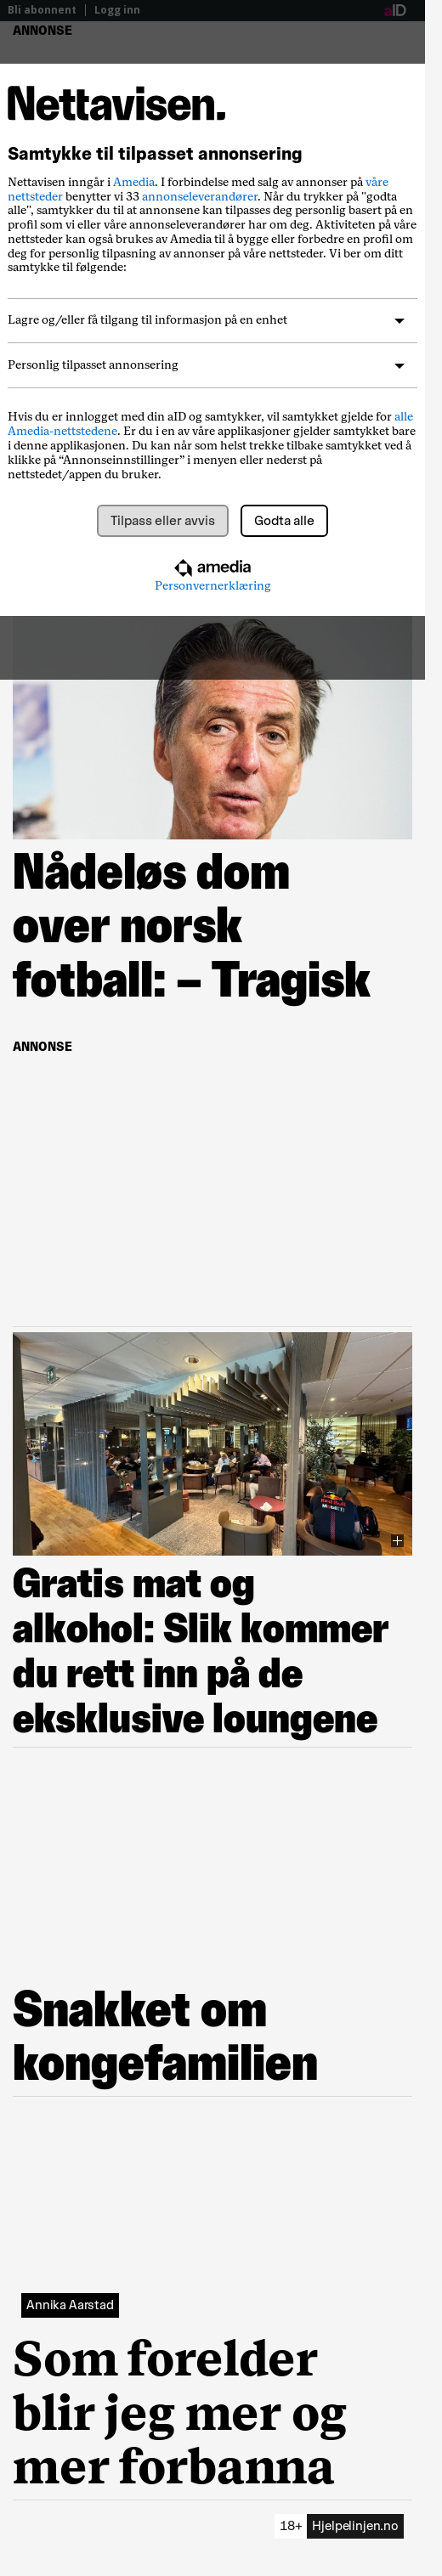 Bli abonnent | Logg inn
aID
ANNONSE
Nettavisen.
Samtykke til tilpasset annonsering
Nettavisen inngår i Amedia. I forbindelse med salg av annonser på våre
nettsteder benytter vi 33 annonseleverandører. Når du trykker på "godta
alle", samtykker du til at annonsene kan tilpasses deg personlig basert på en
profil som vi eller våre annonseleverandører har om deg. Aktiviteten på våre
nettsteder kan også brukes av Amedia til å bygge eller forbedre en profil om
deg for personlig tilpasning av annonser på våre nettsteder. Vi ber om ditt
samtykke til følgende:
Lagre og/eller få tilgang til informasjon på en enhet
Personlig tilpasset annonsering
Hvis du er innlogget med din aID og samtykker, vil samtykket gjelde for alle
Amedia-nettstedene. Er du i en av våre applikasjoner gjelder samtykket bare
i denne applikasjonen. Du kan når som helst trekke tilbake samtykket ved å
klikke på “Annonseinnstillinger” i menyen eller nederst på
nettstedet/appen du bruker.
Tilpass eller avvis
Godta alle
amedia
Personvernerklæring
Nådeløs dom
over norsk
fotball: – Tragisk
ANNONSE
Gratis mat og
alkohol: Slik kommer
du rett inn på de
eksklusive loungene
Snakket om
kongefamilien
Annika Aarstad
Som forelder
blir jeg mer og
mer forbanna
18+ Hjelpelinjen.no